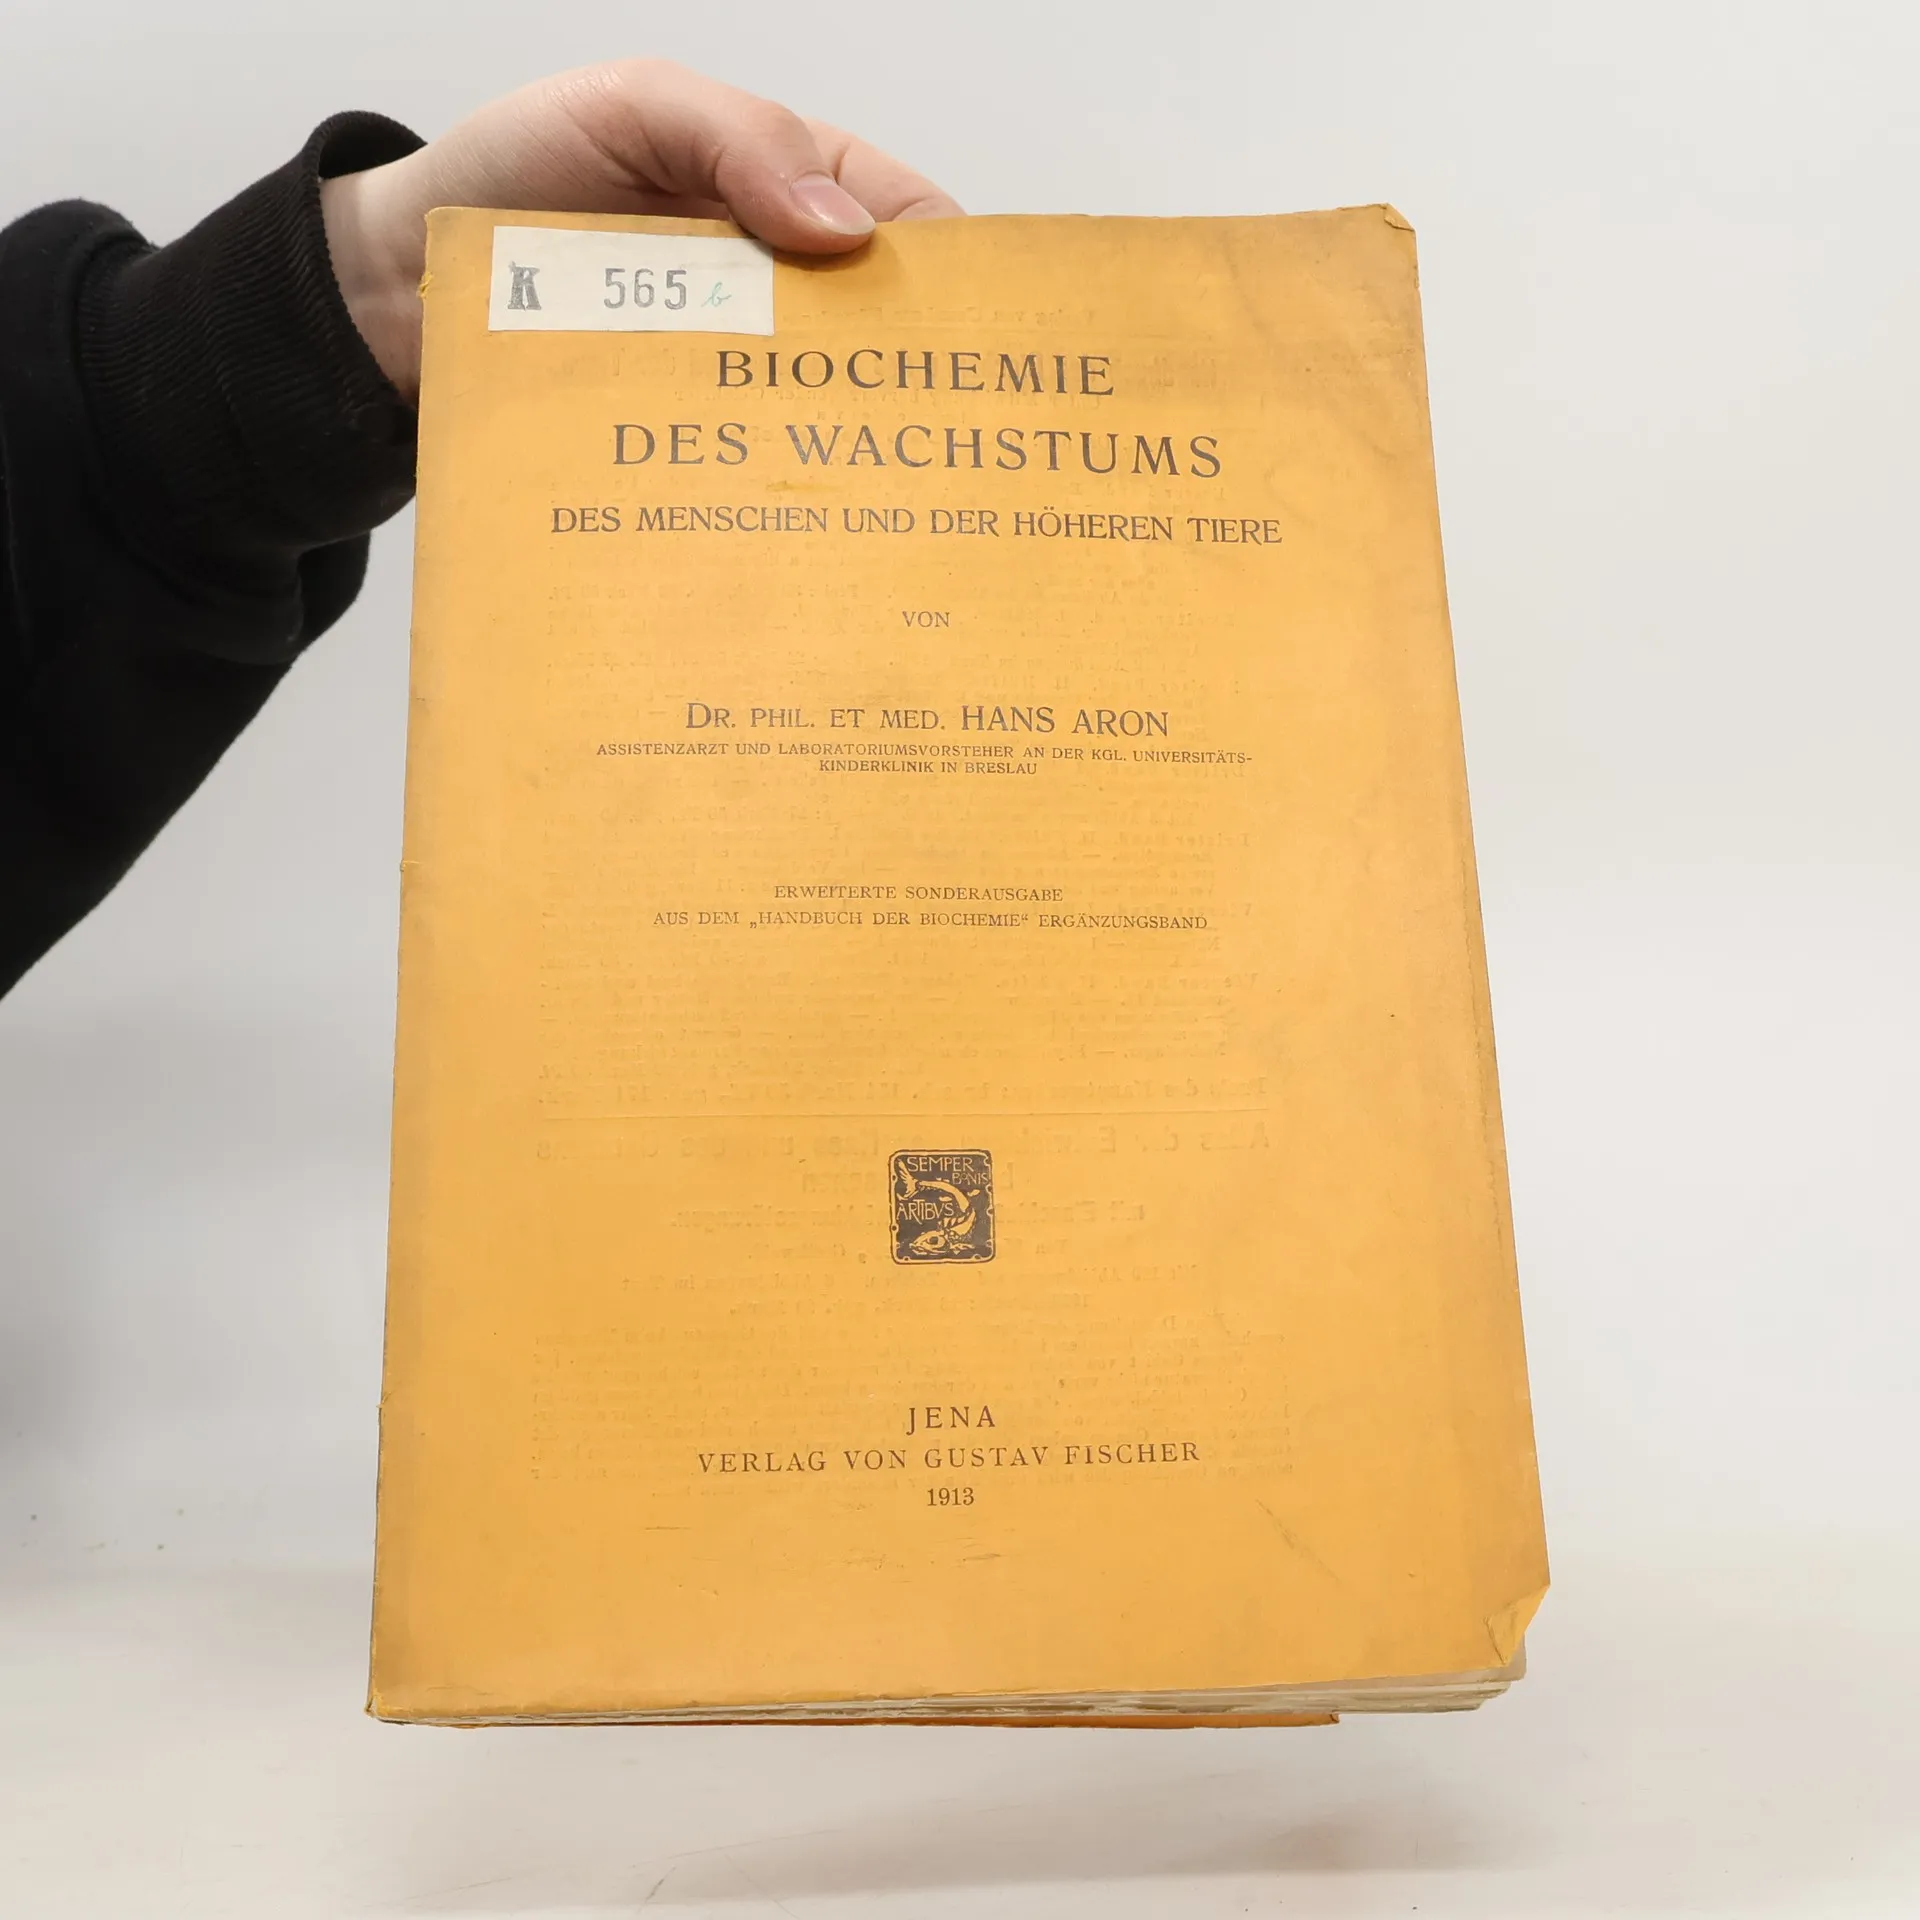 K 565 b
BIOCHEMIE
DES WACHSTUMS
DES MENSCHEN UND DER HÖHEREN TIERE
VON
DR. PHIL. ET MED. HANS ARON
ASSISTENZARZT UND LABORATORIUMSVORSTEHER AN DER KGL. UNIVERSITÄTS-
KINDERKLINIK IN BRESLAU
ERWEITERTE SONDERAUSGABE
AUS DEM „HANDBUCH DER BIOCHEMIE“ ERGÄNZUNGSBAND
SEMPER
BONIS
ARTIBVS
JENA
VERLAG VON GUSTAV FISCHER
1913